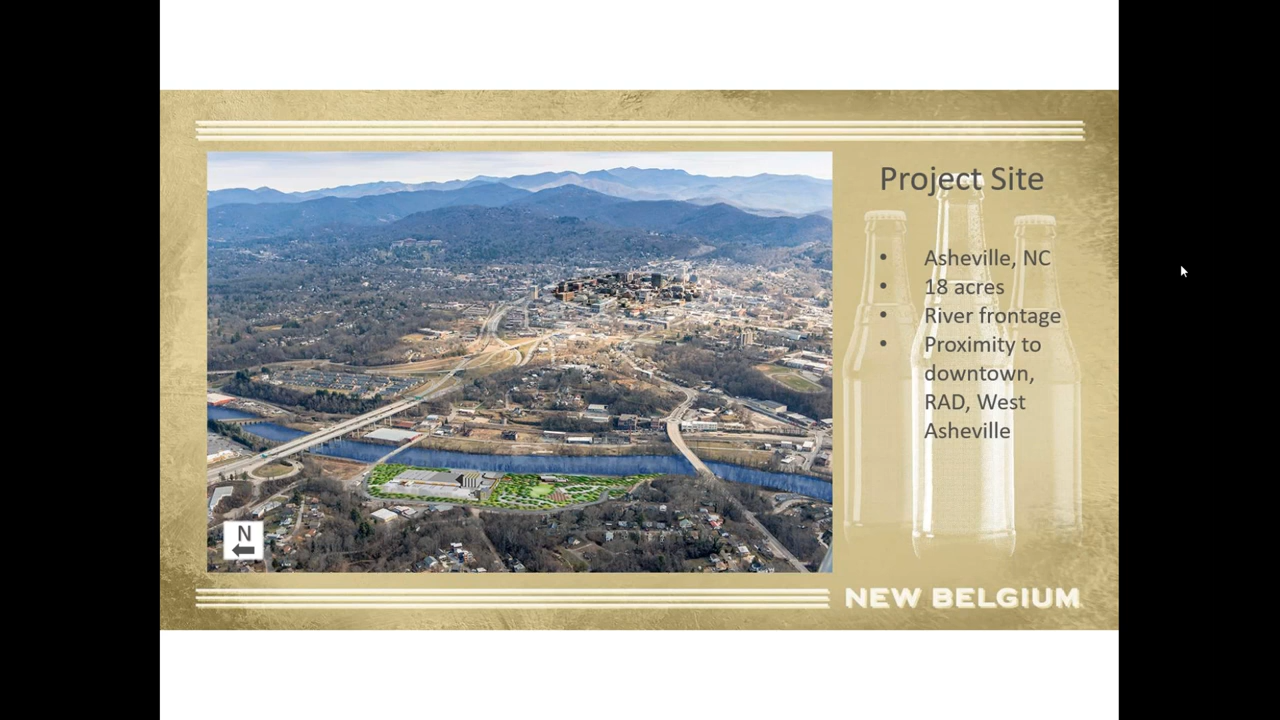 Project Site
• Asheville, NC
• 18 acres
• River frontage
• Proximity to
downtown,
RAD, West
Asheville
N
NEW BELGIUM